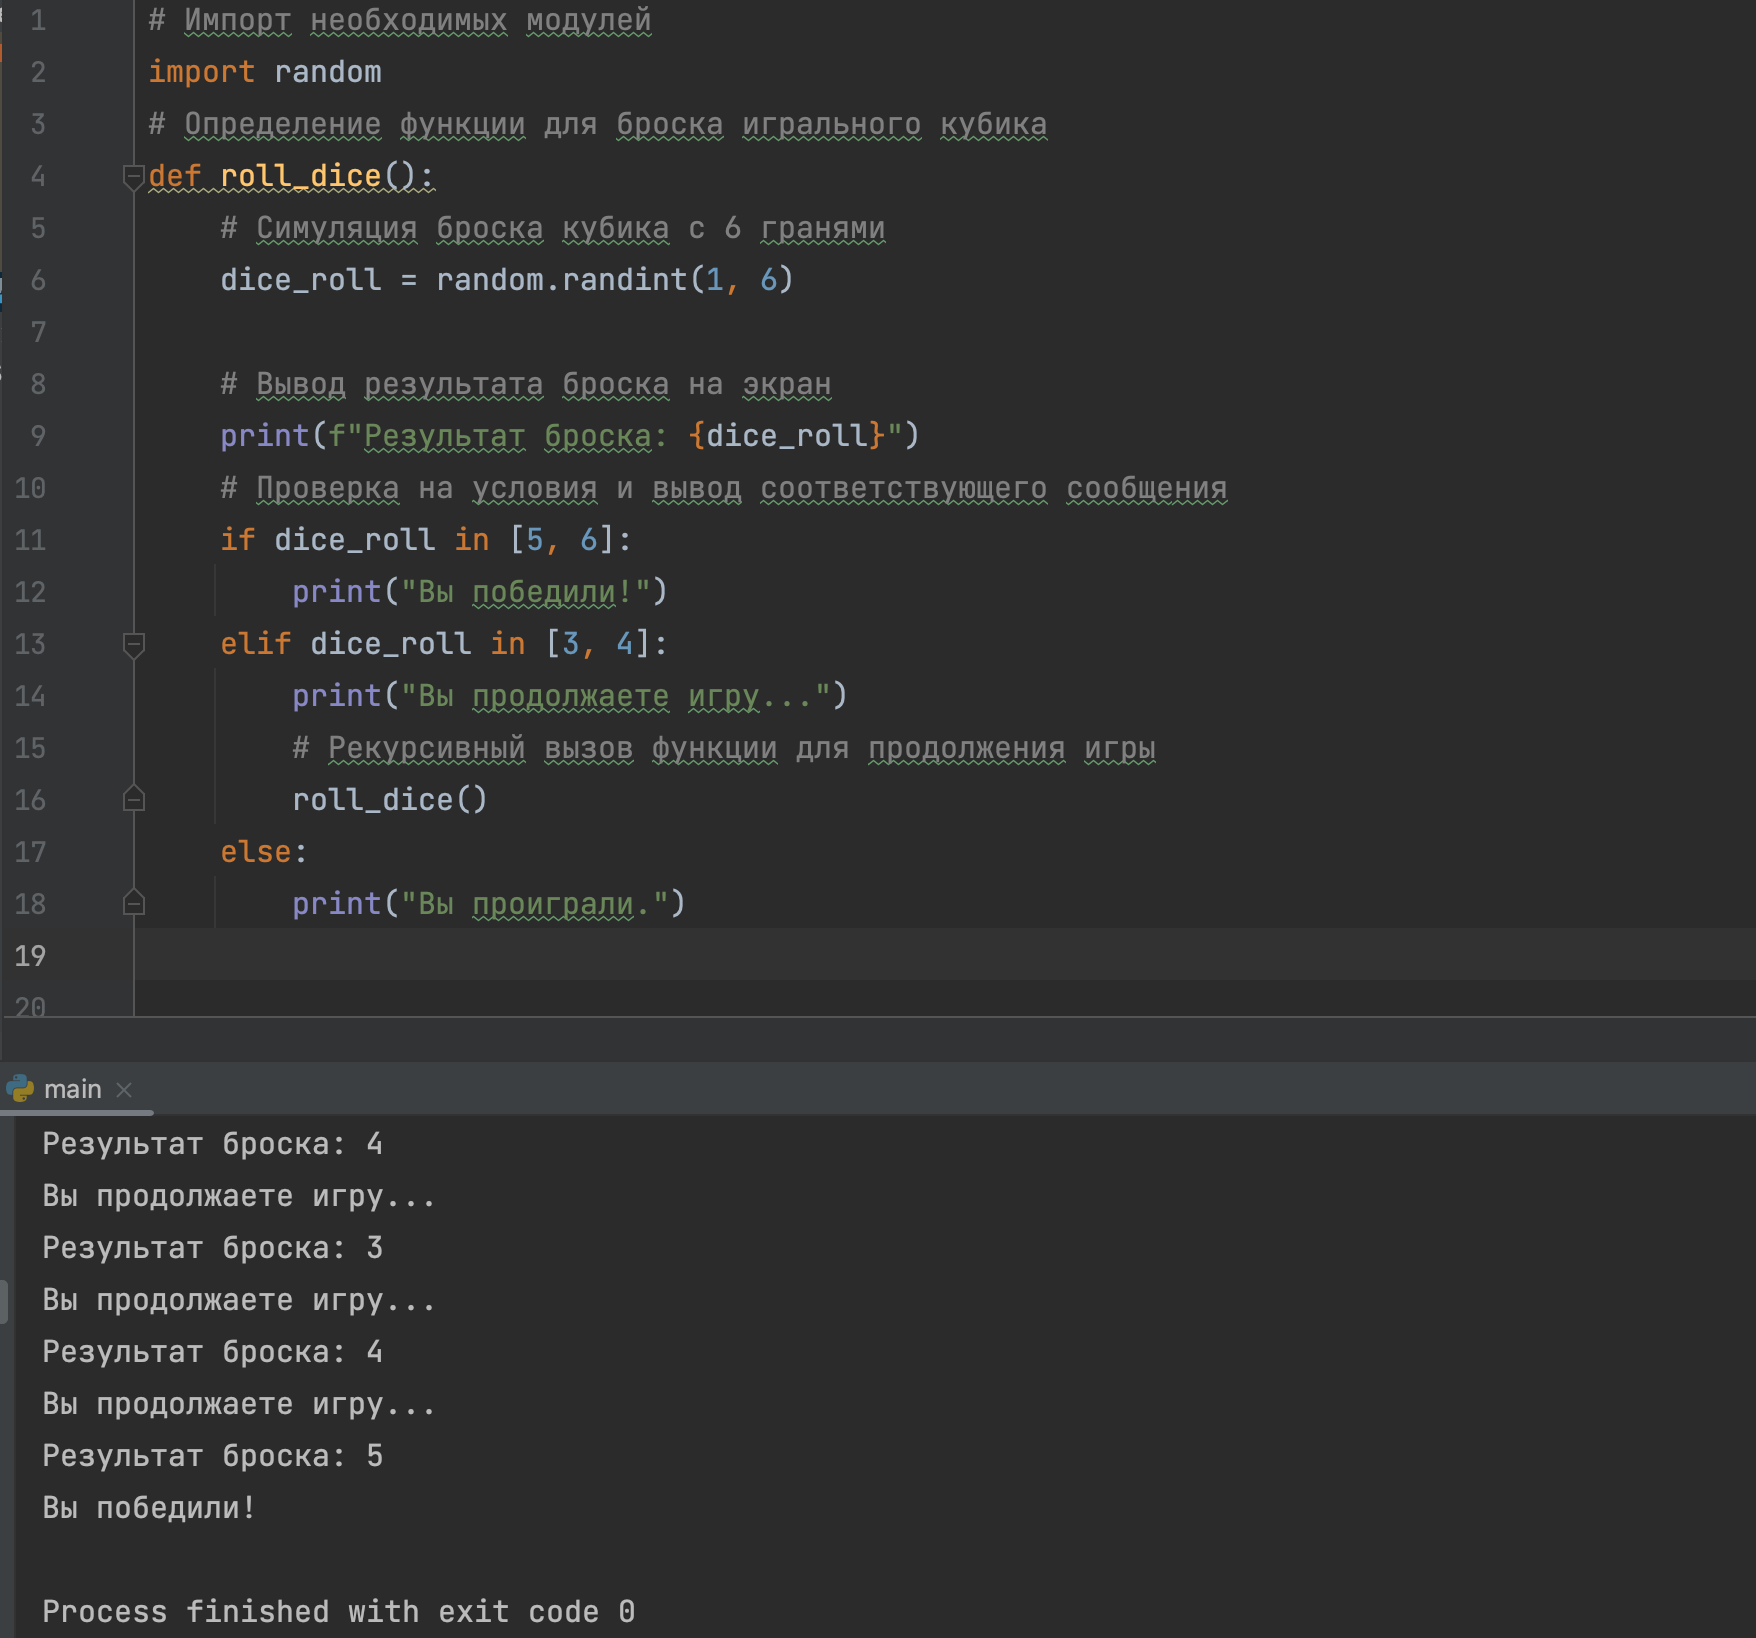 1 # Импорт необходимых модулей
2 import random
3 # Определение функции для броска игрального кубика
4 def roll_dice():
5     # Симуляция броска кубика с 6 гранями
6     dice_roll = random.randint(1, 6)
7
8     # Вывод результата броска на экран
9     print(f"Результат броска: {dice_roll}")
10     # Проверка на условия и вывод соответствующего сообщения
11     if dice_roll in [5, 6]:
12         print("Вы победили!")
13     elif dice_roll in [3, 4]:
14         print("Вы продолжаете игру...")
15         # Рекурсивный вызов функции для продолжения игры
16         roll_dice()
17     else:
18         print("Вы проиграли.")
19
20
main
Результат броска: 4
Вы продолжаете игру...
Результат броска: 3
Вы продолжаете игру...
Результат броска: 4
Вы продолжаете игру...
Результат броска: 5
Вы победили!
Process finished with exit code 0